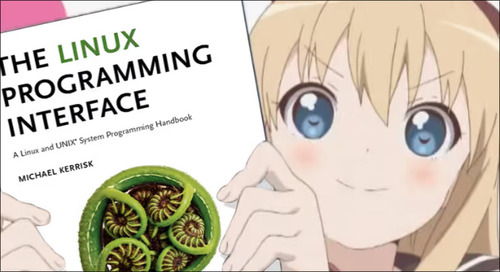 THE LINUX
PROGRAMMING
INTERFACE
A Linux and UNIX® System Programming Handbook
MICHAEL KERRISK